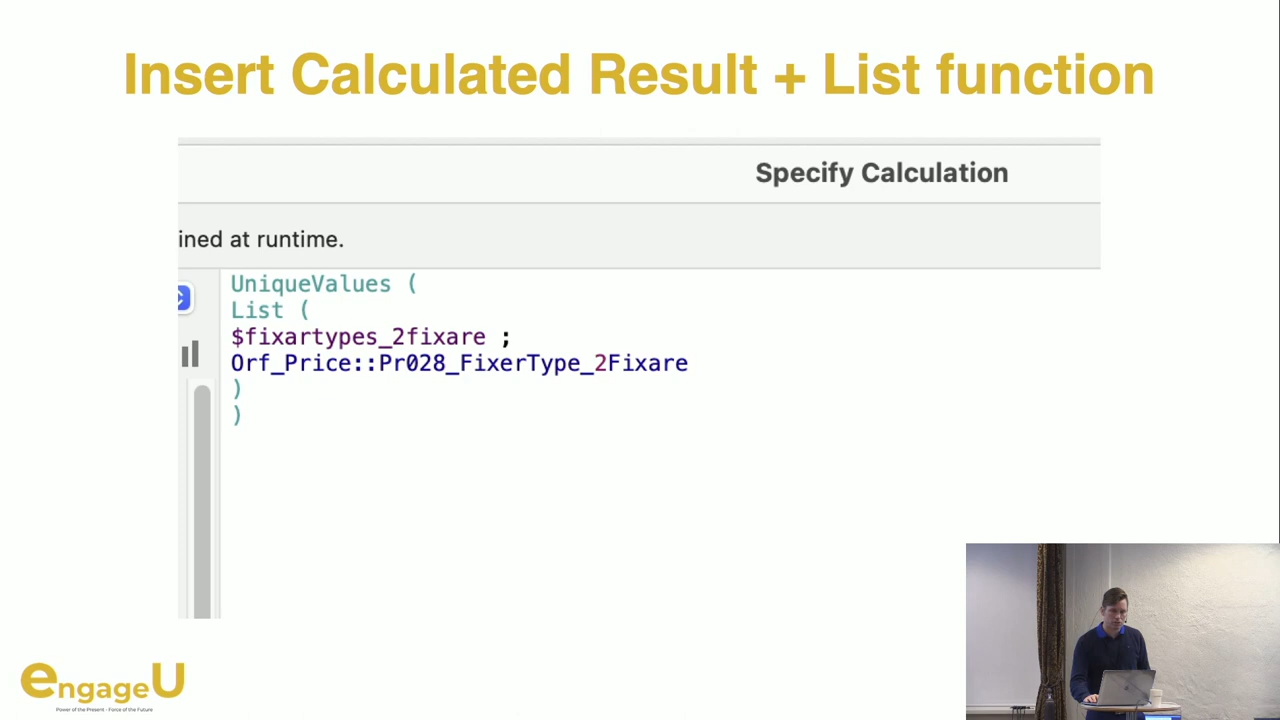 Insert Calculated Result + List function
Specify Calculation
ined at runtime.
UniqueValues (
List (
$fixartypes_2fixare ;
Orf_Price::Pr028_FixerType_2Fixare
)
)
engageU
Power of the Present - Force of the Future